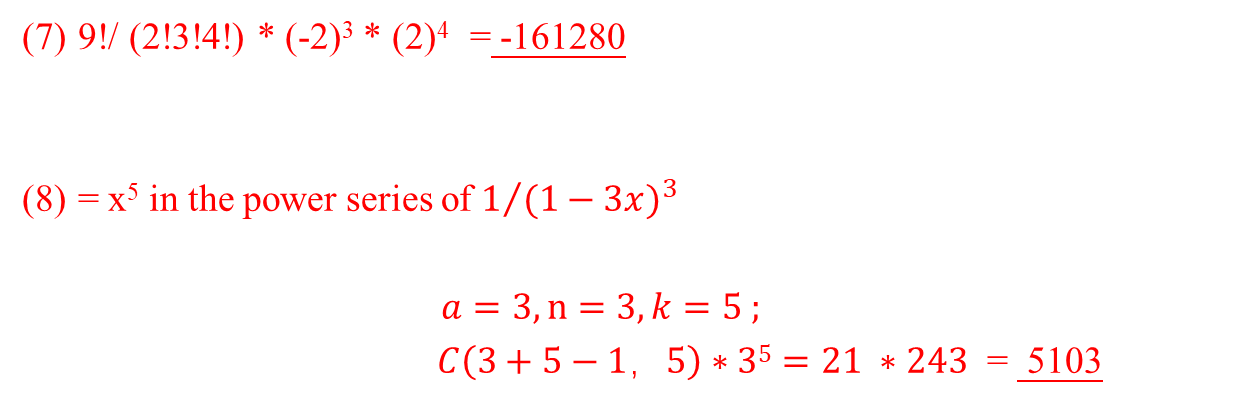 (7) 9!/ (2!3!4!) * (-2)³ * (2)⁴ = -161280
(8) = x⁵ in the power series of 1/(1 − 3x)³
a = 3, n = 3, k = 5 ;
C(3 + 5 − 1, 5) ∗ 3⁵ = 21 ∗ 243 = 5103